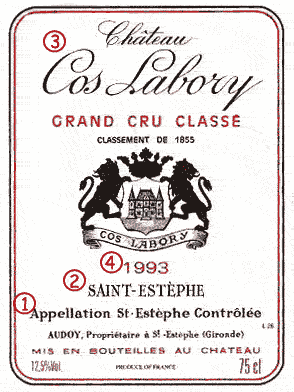 ③ Château
Cos Labory
GRAND CRU CLASSÉ
CLASSEMENT DE 1855
COS LABORY
④ 1993
② SAINT-ESTÈPHE
① Appellation St-Estèphe Contrôlée
L 26
AUDOY, Propriétaire à St-Estèphe (Gironde)
MIS EN BOUTEILLES AU CHATEAU
12,5%Vol. PRODUCE OF FRANCE 75 cl